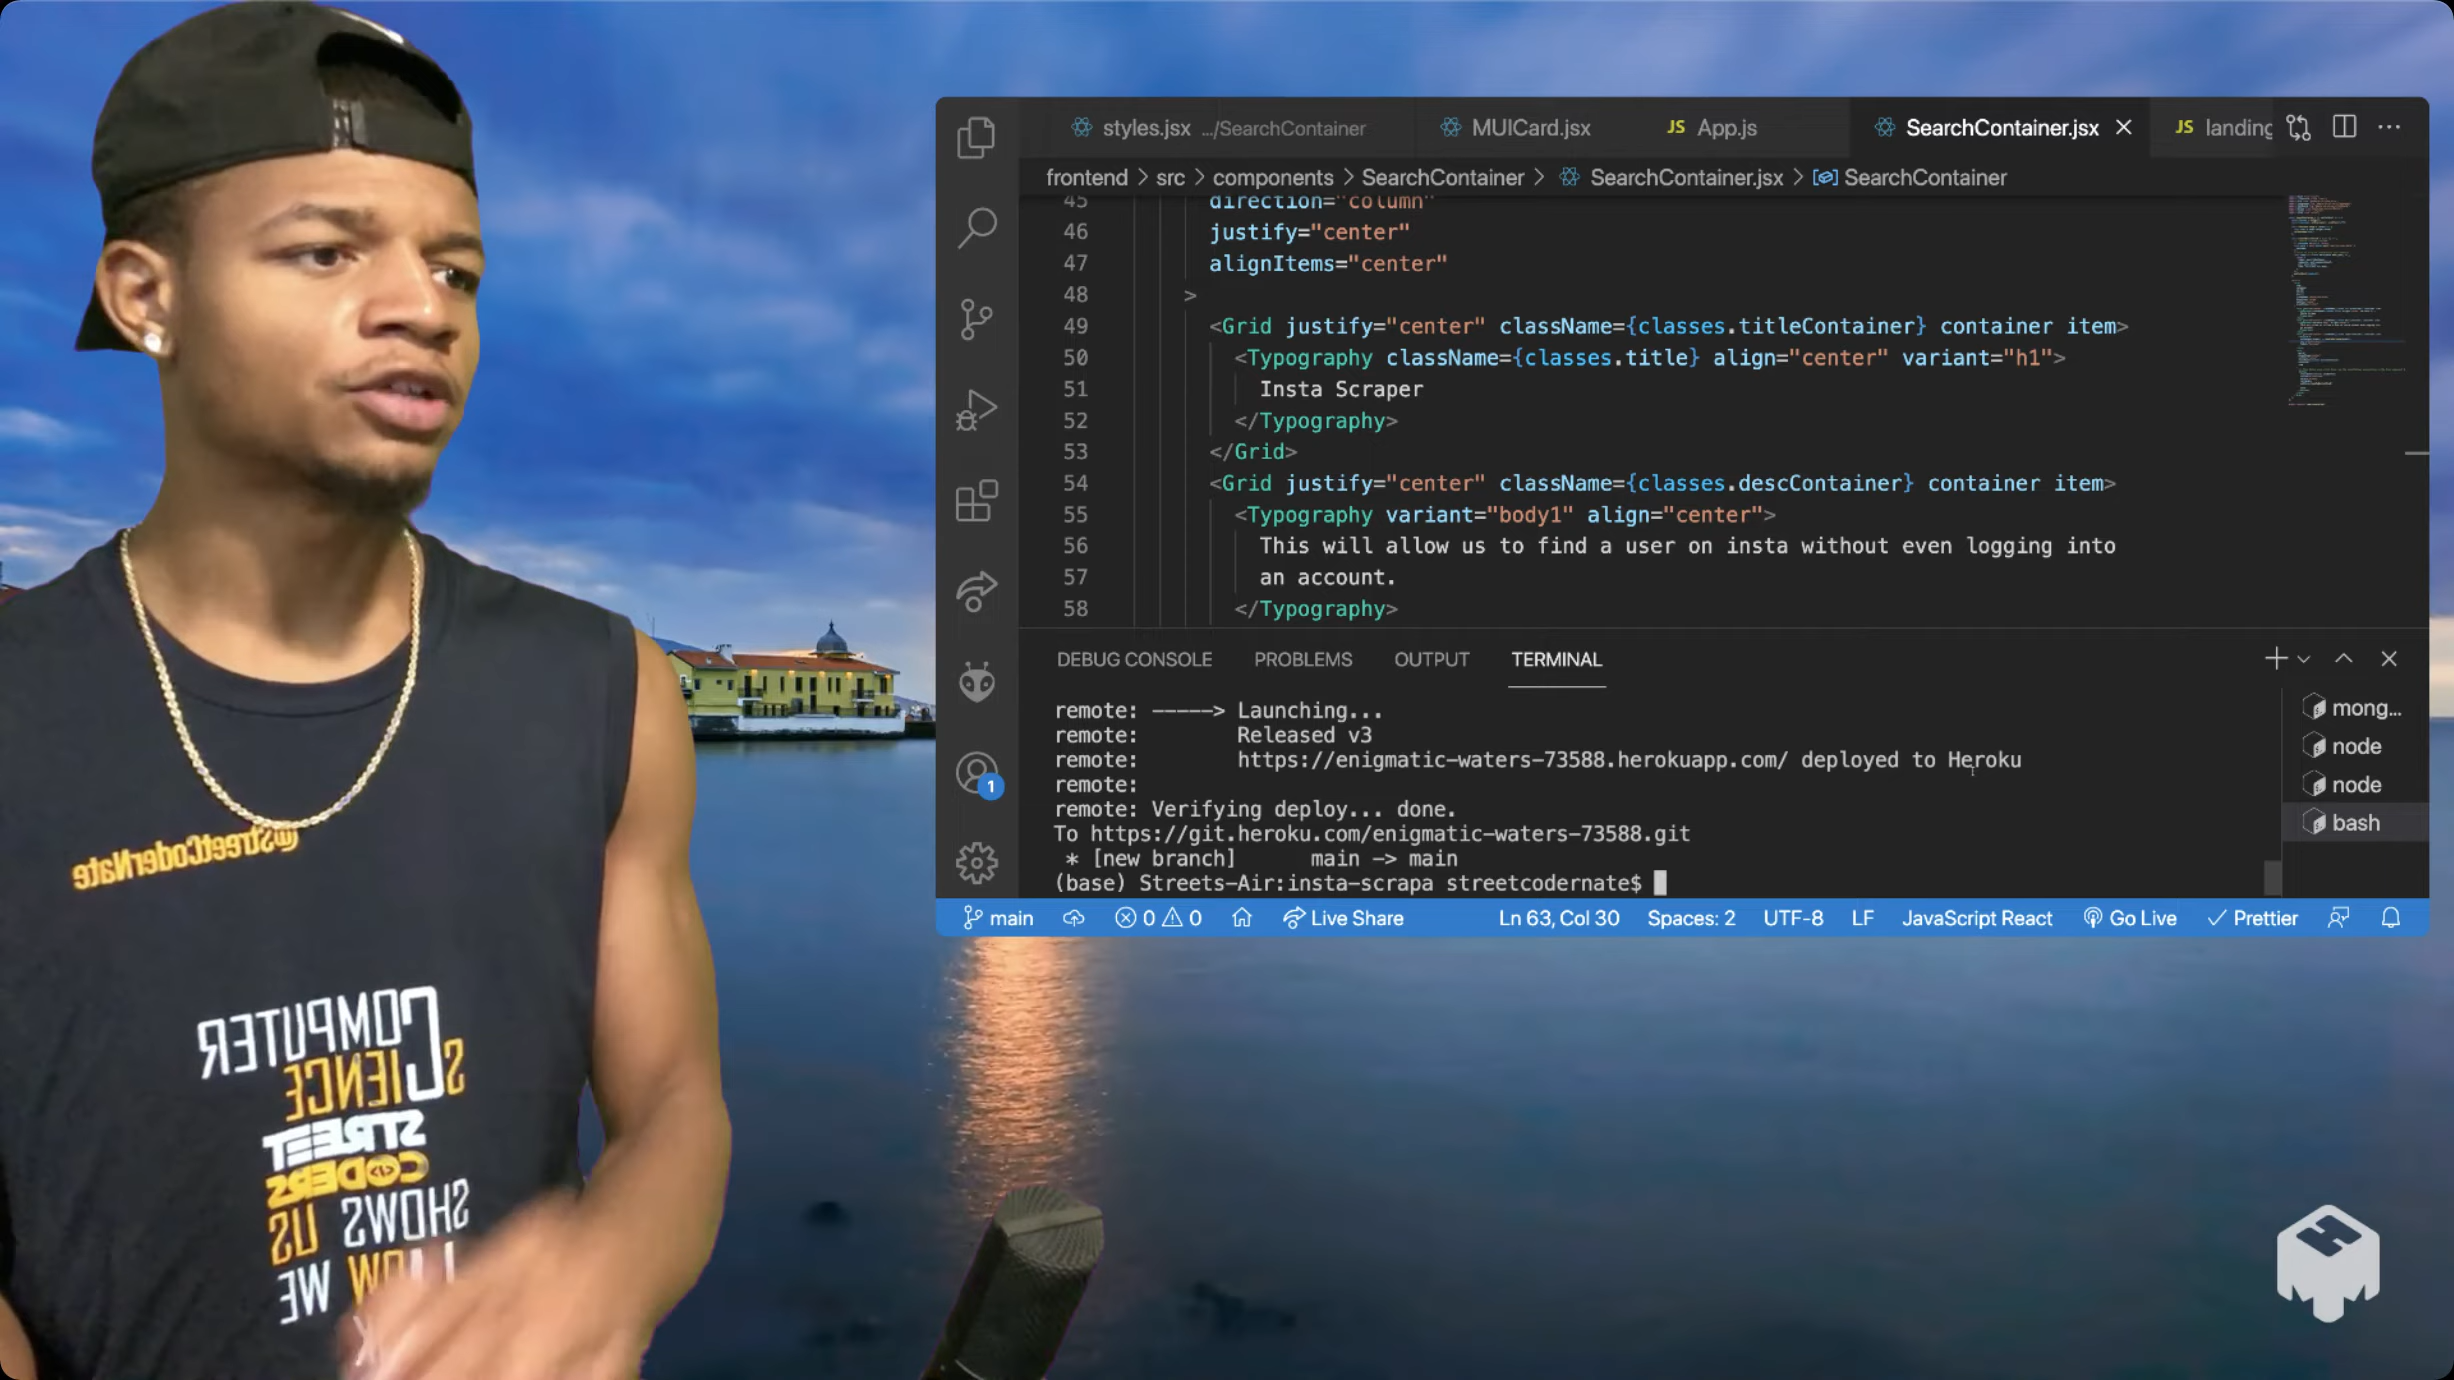 styles.jsx .../SearchContainer
MUICard.jsx
JS App.js
SearchContainer.jsx
JS landing
frontend > src > components > SearchContainer > SearchContainer.jsx > SearchContainer
45 direction="column"
46 justify="center"
47 alignItems="center"
48 >
49 <Grid justify="center" className={classes.titleContainer} container item>
50 <Typography className={classes.title} align="center" variant="h1">
51 Insta Scraper
52 </Typography>
53 </Grid>
54 <Grid justify="center" className={classes.descContainer} container item>
55 <Typography variant="body1" align="center">
56 This will allow us to find a user on insta without even logging into
57 an account.
58 </Typography>
DEBUG CONSOLE PROBLEMS OUTPUT TERMINAL
remote: -----> Launching...
remote: Released v3
remote: https://enigmatic-waters-73588.herokuapp.com/ deployed to Heroku
remote:
remote: Verifying deploy... done.
To https://git.heroku.com/enigmatic-waters-73588.git
* [new branch] main -> main
(base) Streets-Air:insta-scrapa streetcodernate$
mong...
node
node
bash
1
main 0 0 Live Share Ln 63, Col 30 Spaces: 2 UTF-8 LF JavaScript React Go Live Prettier
@StreetCoderNate
COMPUTER
SCIENCE
STREET
CODERS
SHOWS US
HOW WE